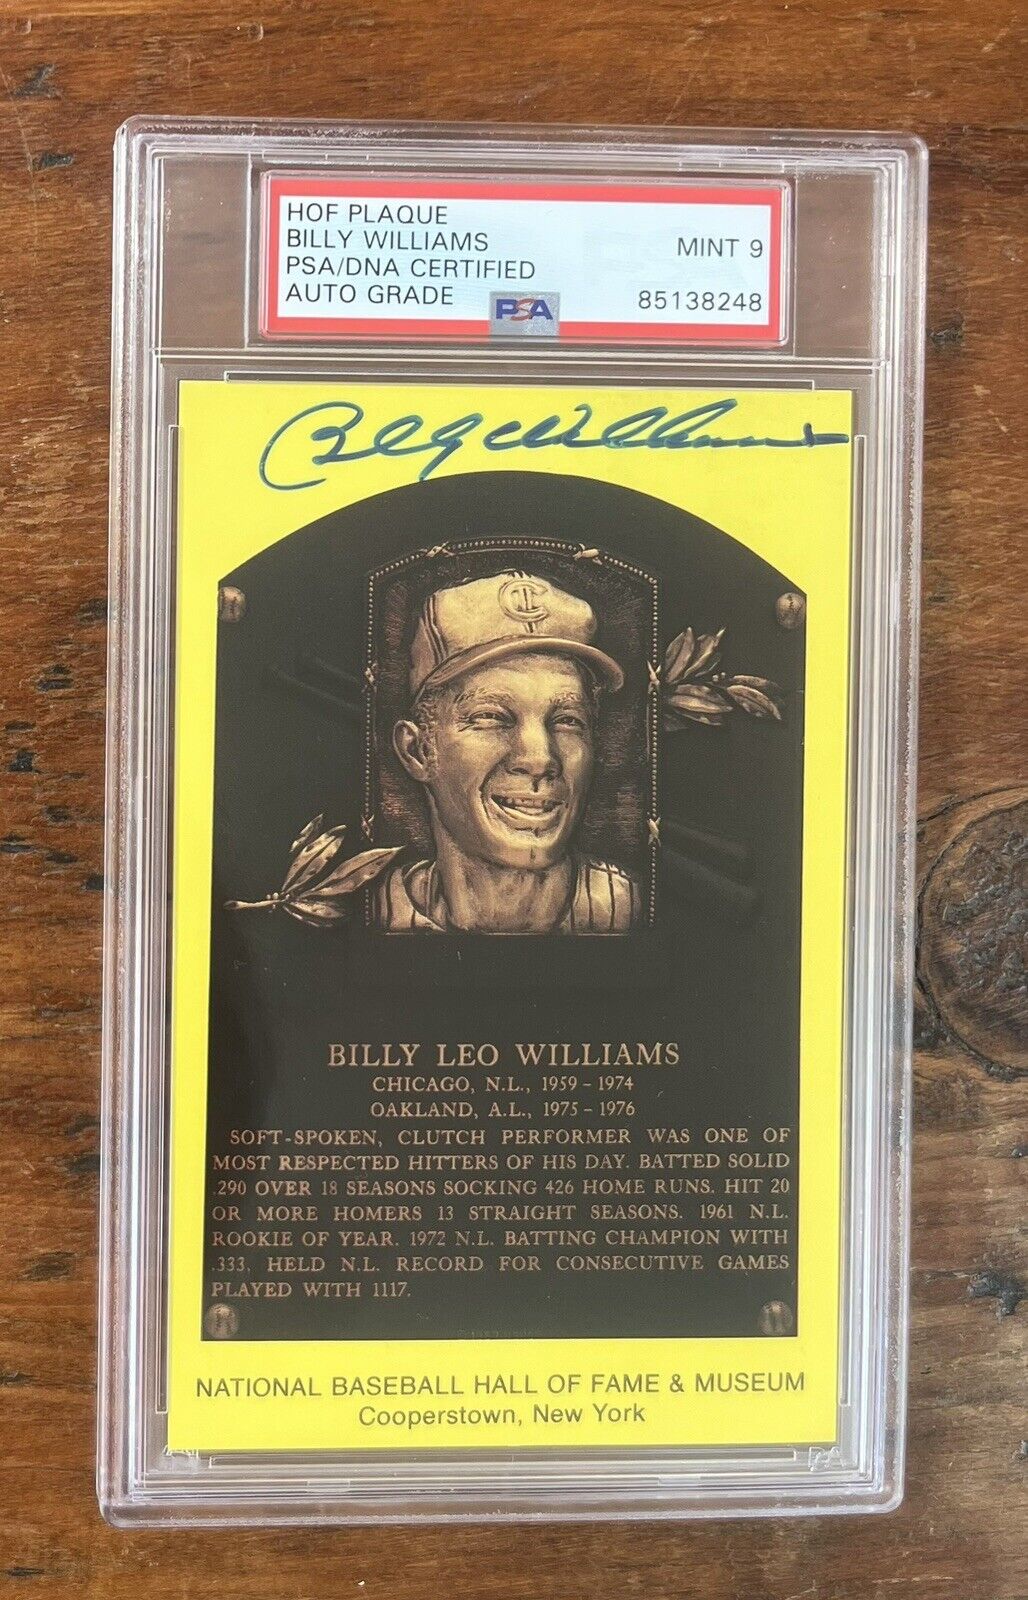 HOF PLAQUE
BILLY WILLIAMS MINT 9
PSA/DNA CERTIFIED
AUTO GRADE PSA 85138248
Billy Williams
BILLY LEO WILLIAMS
CHICAGO, N.L., 1959 – 1974
OAKLAND, A.L., 1975 – 1976
SOFT-SPOKEN, CLUTCH PERFORMER WAS ONE OF
MOST RESPECTED HITTERS OF HIS DAY. BATTED SOLID
.290 OVER 18 SEASONS SOCKING 426 HOME RUNS. HIT 20
OR MORE HOMERS 13 STRAIGHT SEASONS. 1961 N.L.
ROOKIE OF YEAR. 1972 N.L. BATTING CHAMPION WITH
.333. HELD N.L. RECORD FOR CONSECUTIVE GAMES
PLAYED WITH 1117.
NATIONAL BASEBALL HALL OF FAME & MUSEUM
Cooperstown, New York